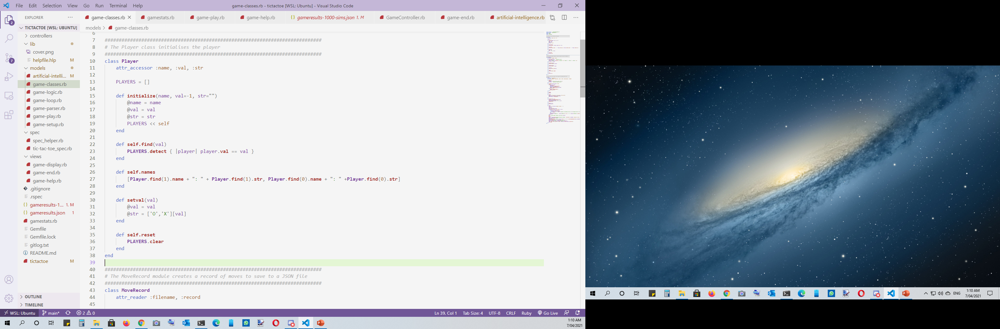 File Edit Selection View Go Run Terminal Help
game-classes.rb - tictactoe [WSL: Ubuntu] - Visual Studio Code
EXPLORER
game-classes.rb
gamestats.rb
game-play.rb
game-help.rb
gameresults-1000-sims.json 1, M
GameController.rb
game-end.rb
artificial-intelligence.rb
models > game-classes.rb
2
7
TICTACTOE [WSL: UBUNTU]
controllers
lib
cover.png
helpfile.hlp M
models
artificial-intelli... M
game-classes.rb
game-logic.rb
game-loop.rb
game-parser.rb
game-play.rb
game-setup.rb
spec
spec_helper.rb
tic-tac-toe_spec.rb
views
game-display.rb
game-end.rb
game-help.rb
.gitignore
.rspec
gameresults-1... 1, M
gameresults.json 1
gamestats.rb
Gemfile
Gemfile.lock
gitlog.txt
README.md
tictactoe M
OUTLINE
TIMELINE
6
7 #############################################################################
8 # The Player class initialises the player
9 #############################################################################
10 class Player
11 attr_accessor :name, :val, :str
12
13 PLAYERS = []
14
15 def initialize(name, val=-1, str="")
16 @name = name
17 @val = val
18 @str = str
19 PLAYERS << self
20 end
21
22 def self.find(val)
23 PLAYERS.detect { |player| player.val == val }
24 end
25
26 def self.names
27 [Player.find(1).name + ": " + Player.find(1).str, Player.find(0).name + ": " +Player.find(0).str]
28 end
29
30 def setval(val)
31 @val = val
32 @str = ['O','X'][val]
33 end
34
35 def self.reset
36 PLAYERS.clear
37 end
38 end
39
40 #############################################################################
41 # The MoveRecord module creates a record of moves to save to a JSON file
42 #############################################################################
43 class MoveRecord
44 attr_reader :filename, :record
45
WSL: Ubuntu main* 2 0 Ln 39, Col 1 Tab Size: 4 UTF-8 CRLF Ruby Go Live
1:10 AM
7/04/2021
ENG
1:10 AM
7/04/2021